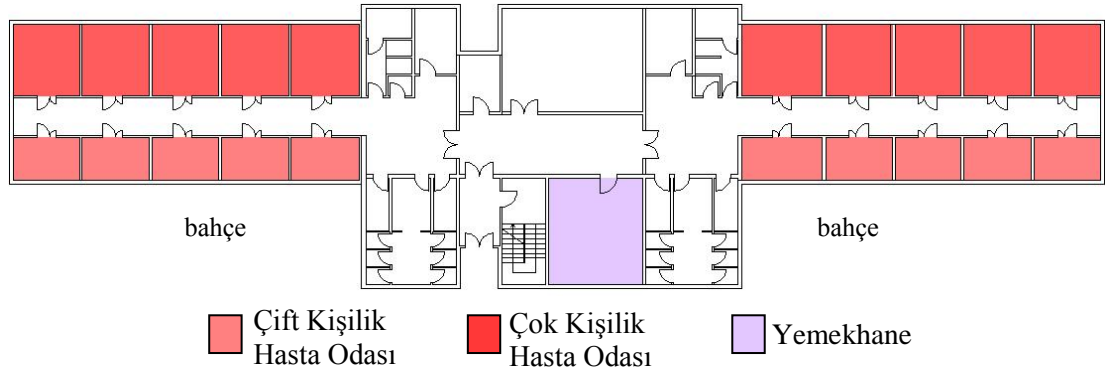 bahçe
bahçe
Çift Kişilik
Hasta Odası
Çok Kişilik
Hasta Odası
Yemekhane